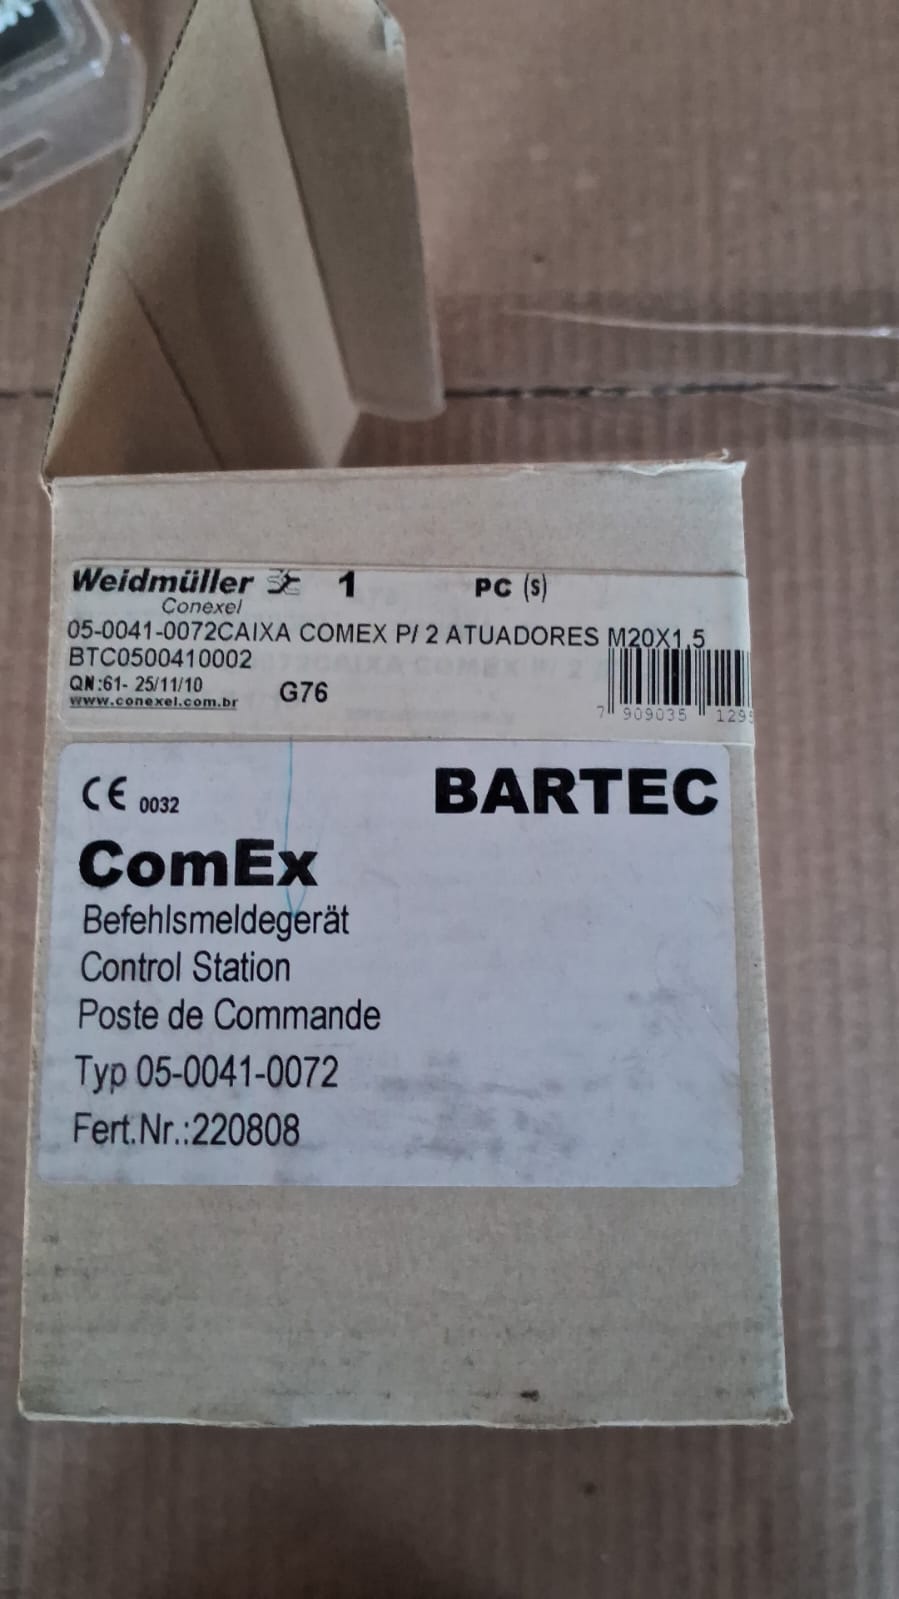 Weidmüller 1 PC (s)
Conexel
05-0041-0072CAIXA COMEX P/ 2 ATUADORES M20X1,5
BTC0500410002
QN:61- 25/11/10 G76
www.conexel.com.br
7 909035 129
CE 0032 BARTEC
ComEx
Befehlsmeldegerät
Control Station
Poste de Commande
Typ 05-0041-0072
Fert.Nr.:220808